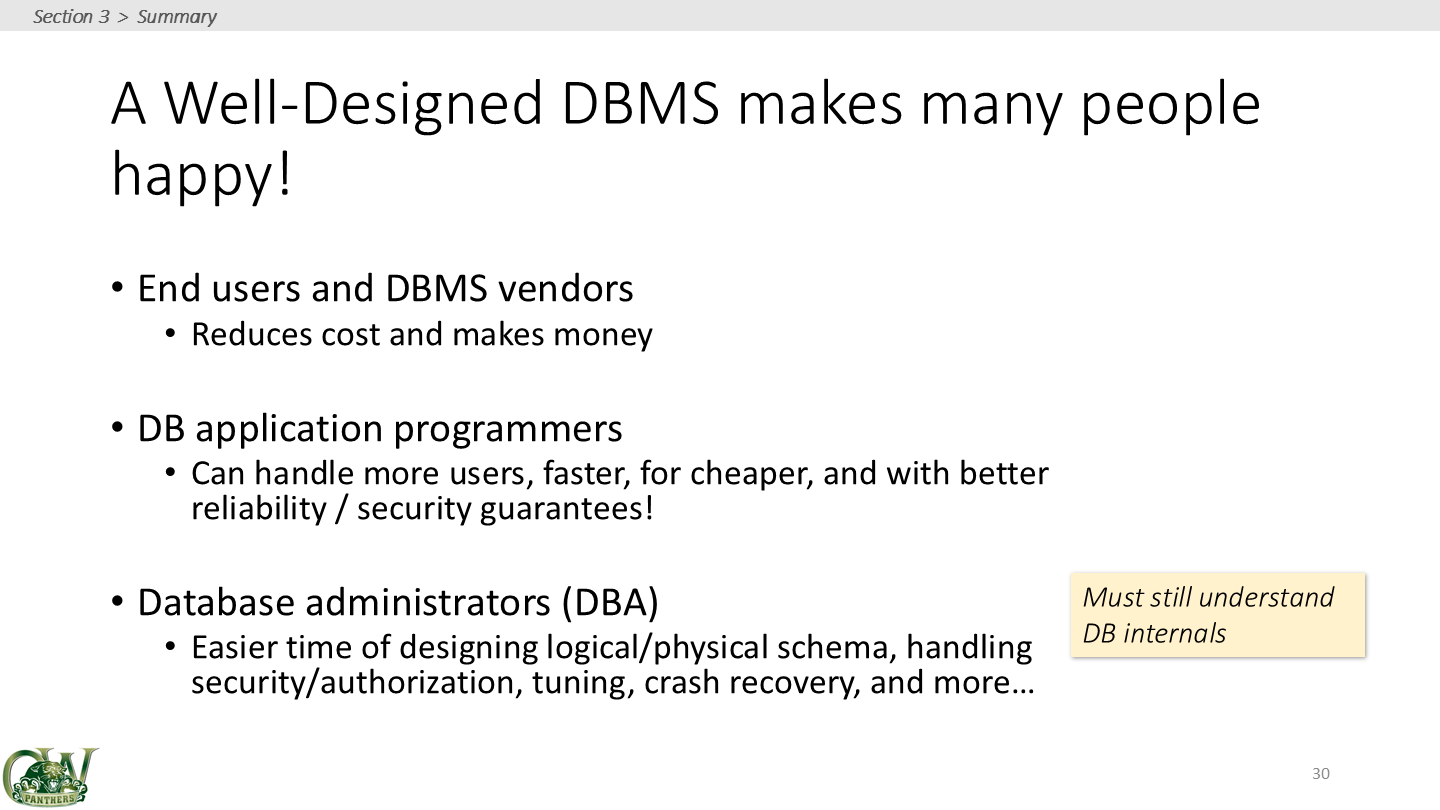 Section 3 > Summary
A Well-Designed DBMS makes many people
happy!
• End users and DBMS vendors
• Reduces cost and makes money
• DB application programmers
• Can handle more users, faster, for cheaper, and with better
reliability / security guarantees!
• Database administrators (DBA)
• Easier time of designing logical/physical schema, handling
security/authorization, tuning, crash recovery, and more…
Must still understand
DB internals
OW
PANTHERS
30